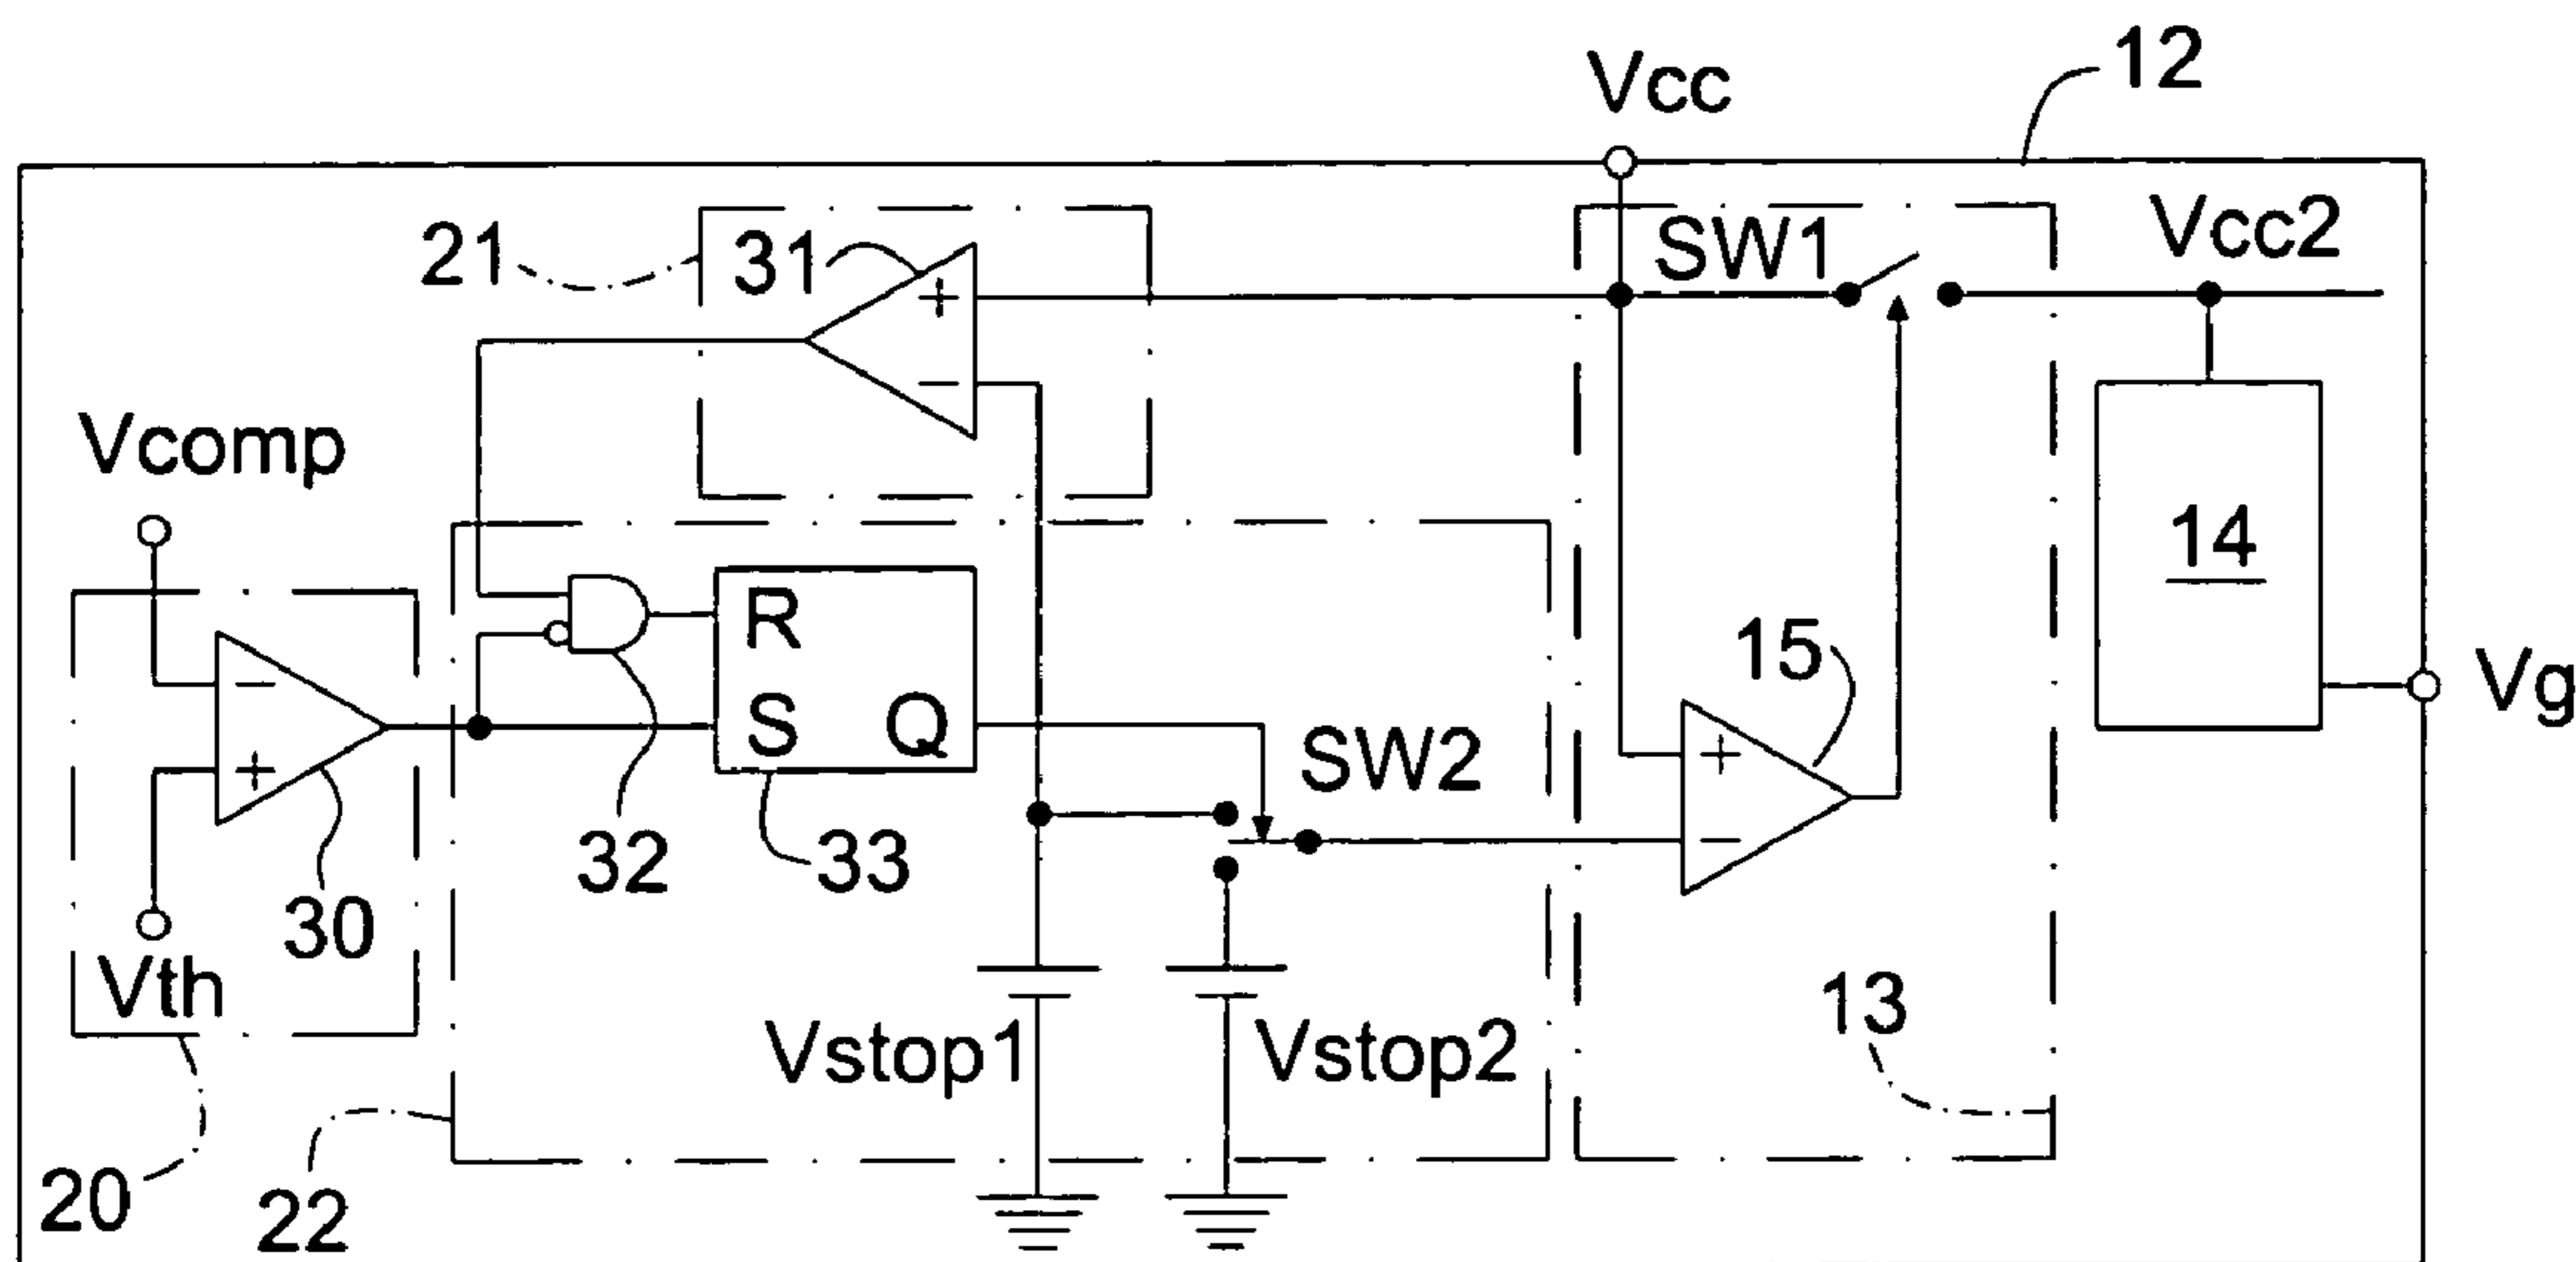 12
Vcc
21
31
+
−
SW1
Vcc2
Vcomp
14
R
S
Q
−
+
15
+
−
Vg
SW2
32
33
30
Vth
Vstop1
Vstop2
13
20
22